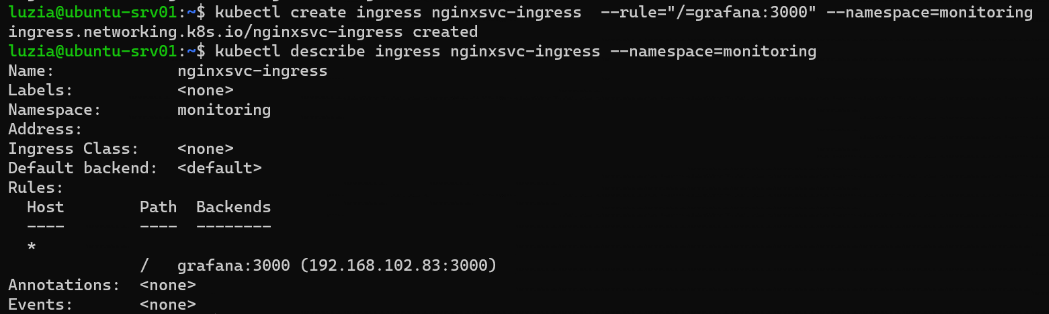 luzia@ubuntu-srv01:~$ kubectl create ingress nginxsvc-ingress  --rule="/=grafana:3000" --namespace=monitoring
ingress.networking.k8s.io/nginxsvc-ingress created
luzia@ubuntu-srv01:~$ kubectl describe ingress nginxsvc-ingress --namespace=monitoring
Name:             nginxsvc-ingress
Labels:           <none>
Namespace:        monitoring
Address:
Ingress Class:    <none>
Default backend:  <default>
Rules:
  Host        Path  Backends
  ----        ----  --------
  *
              /   grafana:3000 (192.168.102.83:3000)
Annotations:  <none>
Events:       <none>